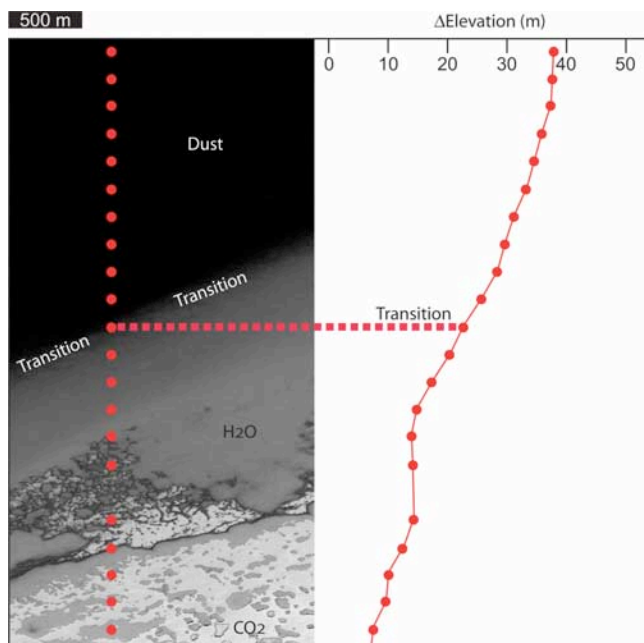 500 m
ΔElevation (m)
0 10 20 30 40 50
Dust
Transition
Transition
Transition
H2O
CO2